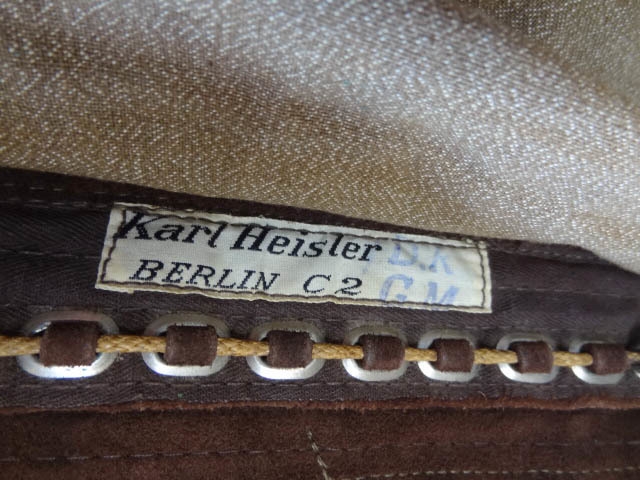 Karl Heisler
BERLIN C2
D.R
G.M.